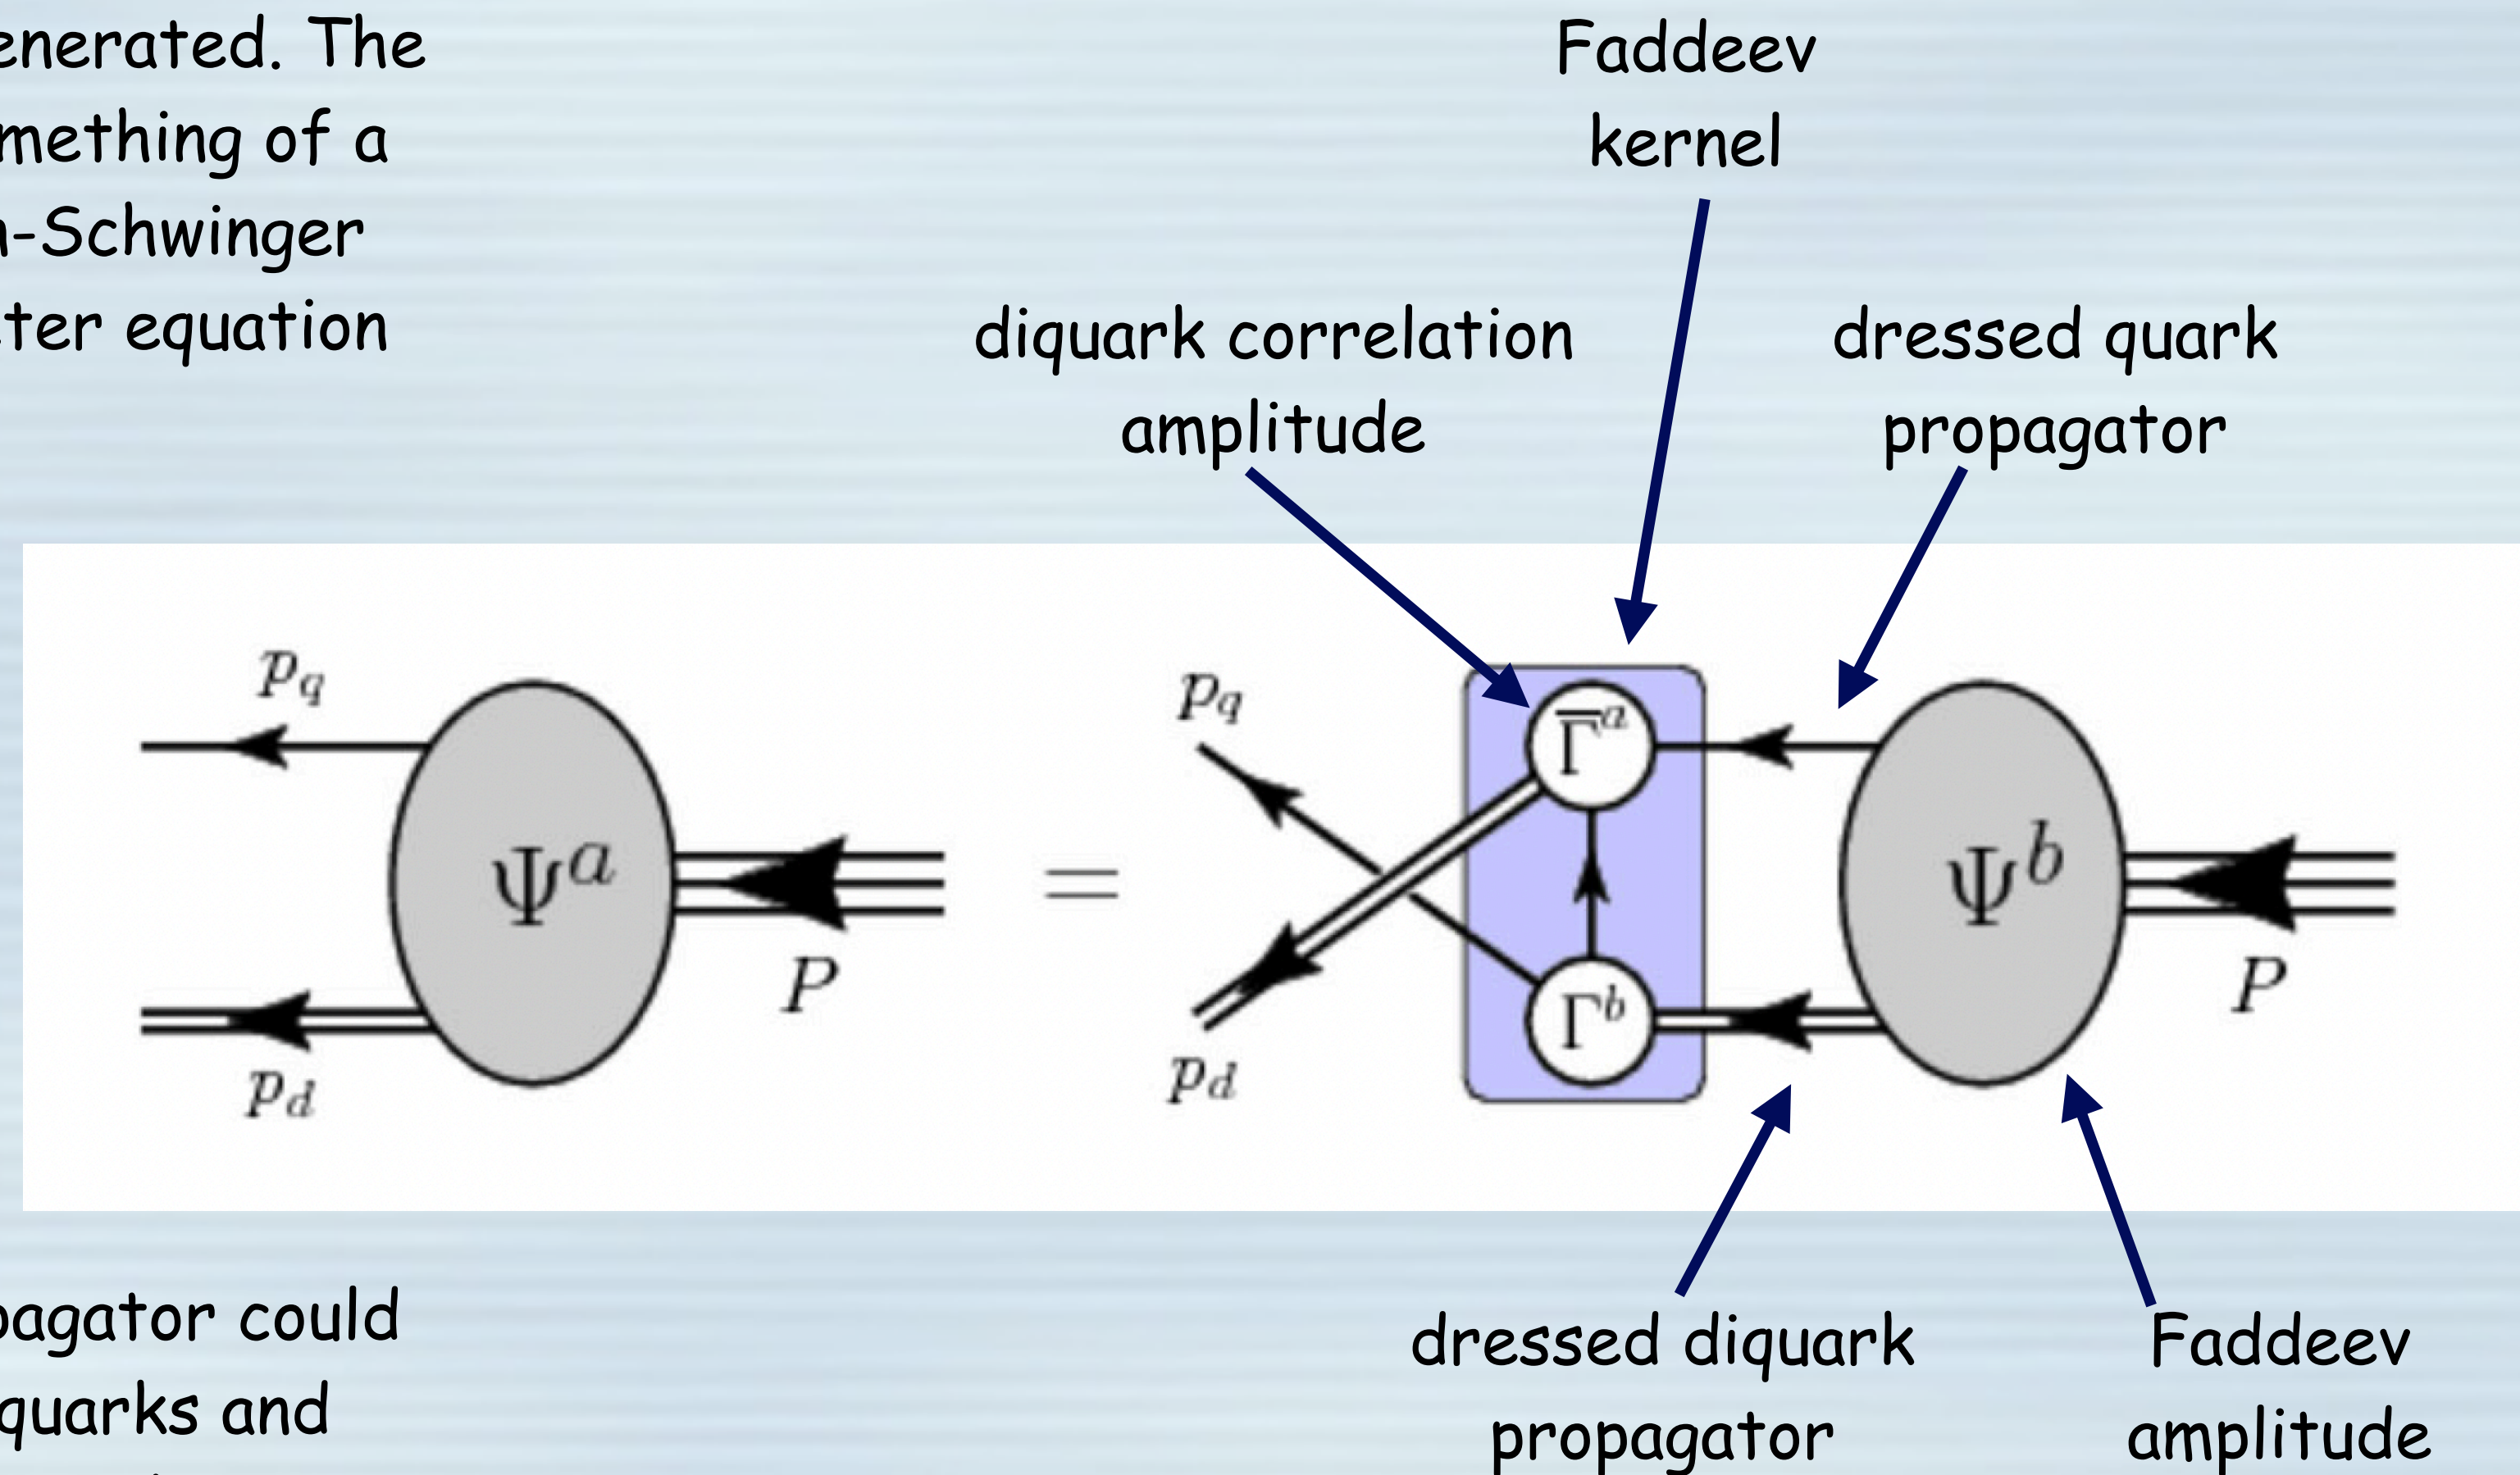 enerated. The
mething of a
-Schwinger
ter equation
Faddeev
kernel
diquark correlation
amplitude
dressed quark
propagator
p_q
Ψ^a
P
p_d
=
p_q
Γ̅^a
Γ^b
p_d
Ψ^b
P
pagator could
quarks and
dressed diquark
propagator
Faddeev
amplitude